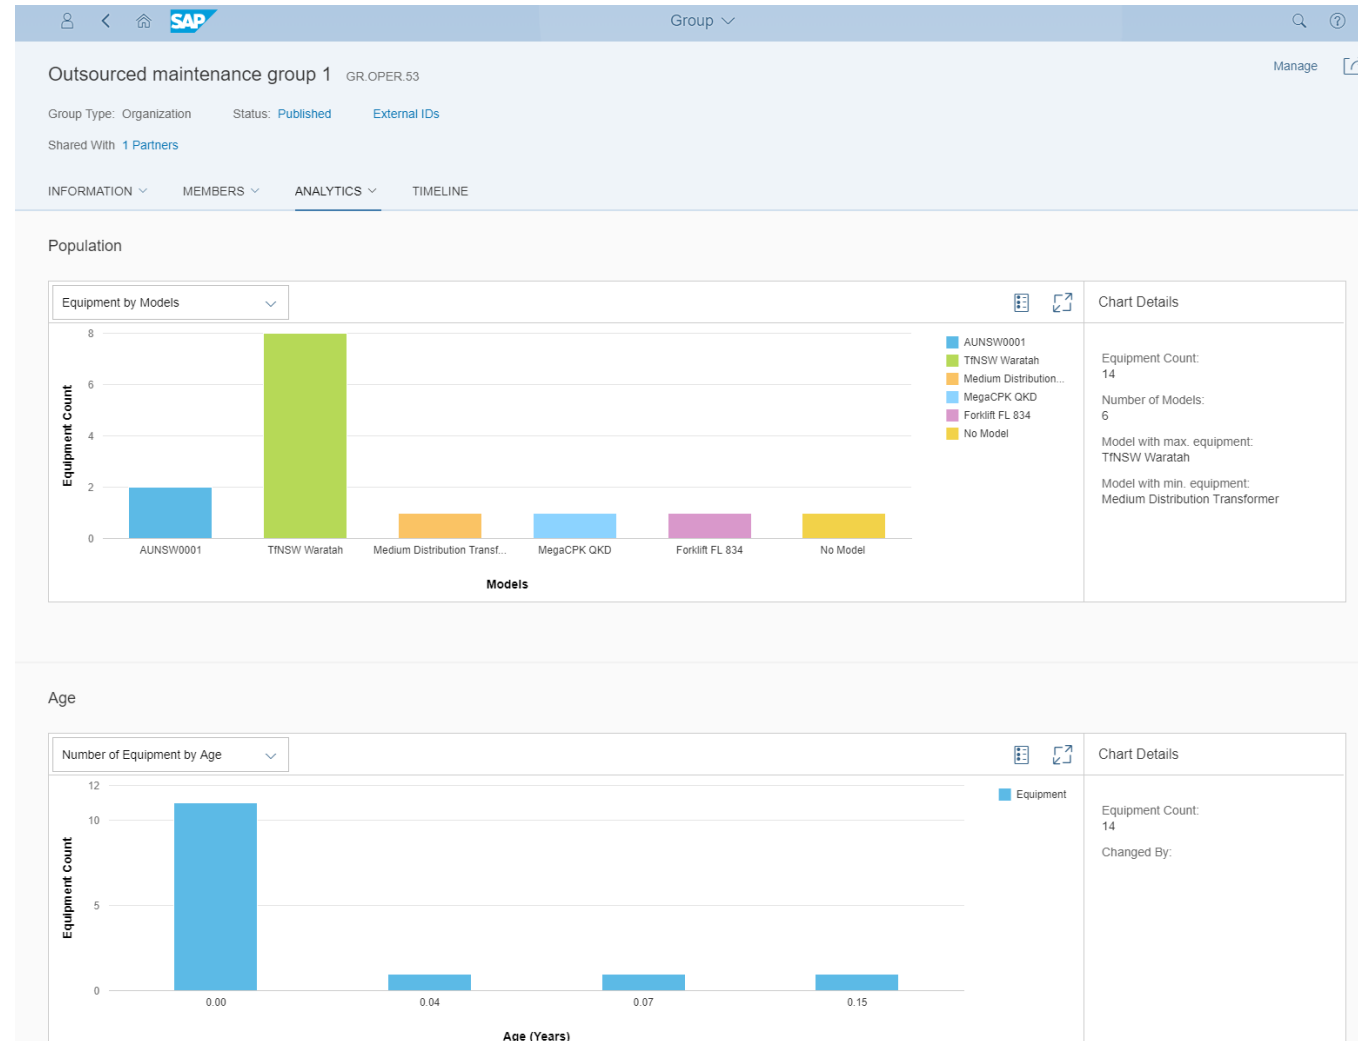 SAP Group
Outsourced maintenance group 1 GR.OPER.53 Manage
Group Type: Organization Status: Published External IDs
Shared With 1 Partners
INFORMATION MEMBERS ANALYTICS TIMELINE
Population
Equipment by Models
Chart Details
8
6
4
2
0
Equipment Count
AUNSW0001 TfNSW Waratah Medium Distribution Transf... MegaCPK QKD Forklift FL 834 No Model
Models
AUNSW0001
TfNSW Waratah
Medium Distribution...
MegaCPK QKD
Forklift FL 834
No Model
Equipment Count:
14
Number of Models:
6
Model with max. equipment:
TfNSW Waratah
Model with min. equipment:
Medium Distribution Transformer
Age
Number of Equipment by Age
Chart Details
12
10
5
0
Equipment Count
0.00 0.04 0.07 0.15
Age (Years)
Equipment
Equipment Count:
14
Changed By: